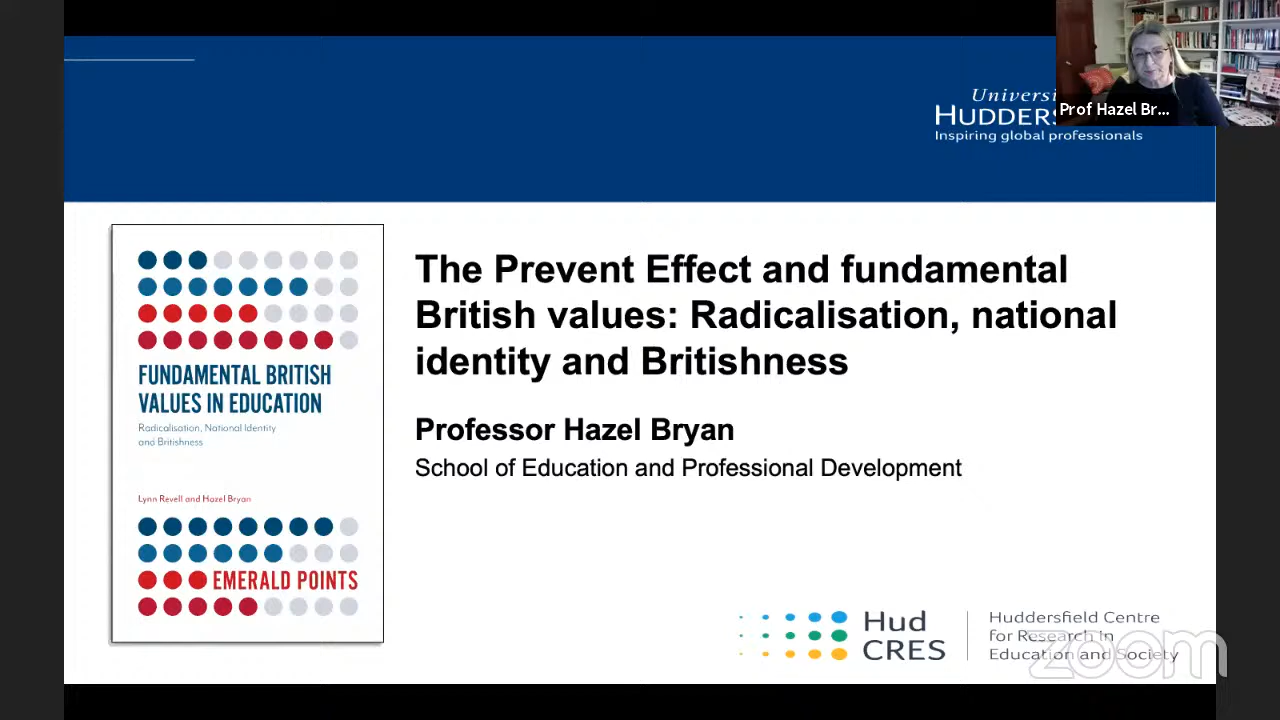 Universi
HUDDERS
Inspiring global professionals
Prof Hazel Br...
FUNDAMENTAL BRITISH
VALUES IN EDUCATION
Radicalisation, National Identity
and Britishness
Lynn Revell and Hazel Bryan
EMERALD POINTS
The Prevent Effect and fundamental
British values: Radicalisation, national
identity and Britishness
Professor Hazel Bryan
School of Education and Professional Development
Hud
CRES
Huddersfield Centre
for Research in
Education and Society
zoom